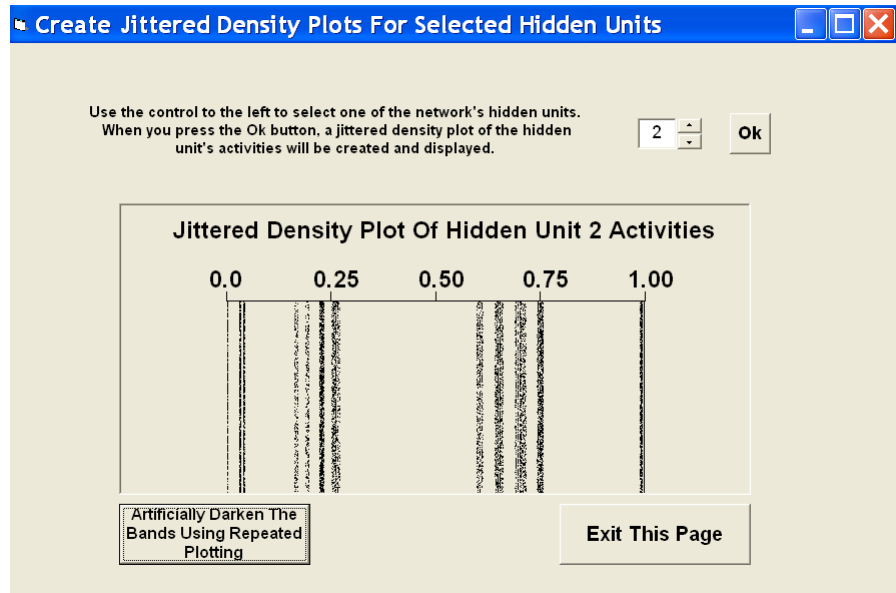 Create Jittered Density Plots For Selected Hidden Units
Use the control to the left to select one of the network's hidden units.
When you press the Ok button, a jittered density plot of the hidden
unit's activities will be created and displayed.
2
Ok
Jittered Density Plot Of Hidden Unit 2 Activities
0.0 0.25 0.50 0.75 1.00
Artificially Darken The
Bands Using Repeated
Plotting
Exit This Page